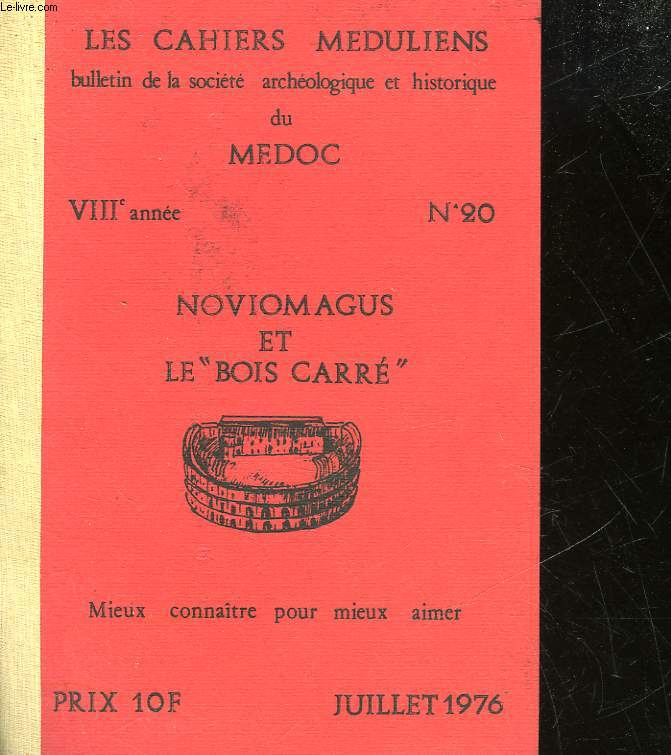 Le-livre.com
LES CAHIERS MEDULIENS
bulletin de la société archéologique et historique
du
MEDOC
VIIIe année N°20
NOVIOMAGUS
ET
LE "BOIS CARRÉ"
Mieux connaître pour mieux aimer
PRIX 10F JUILLET 1976